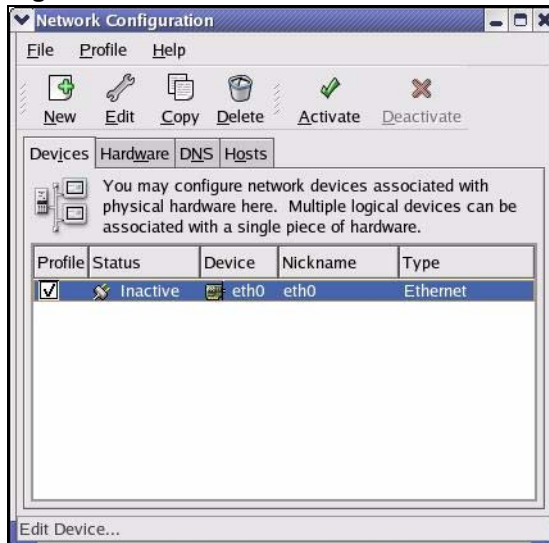 Network Configuration
File Profile Help
New Edit Copy Delete Activate Deactivate
Devices Hardware DNS Hosts
You may configure network devices associated with
physical hardware here. Multiple logical devices can be
associated with a single piece of hardware.
Profile Status Device Nickname Type
Inactive eth0 eth0 Ethernet
Edit Device...